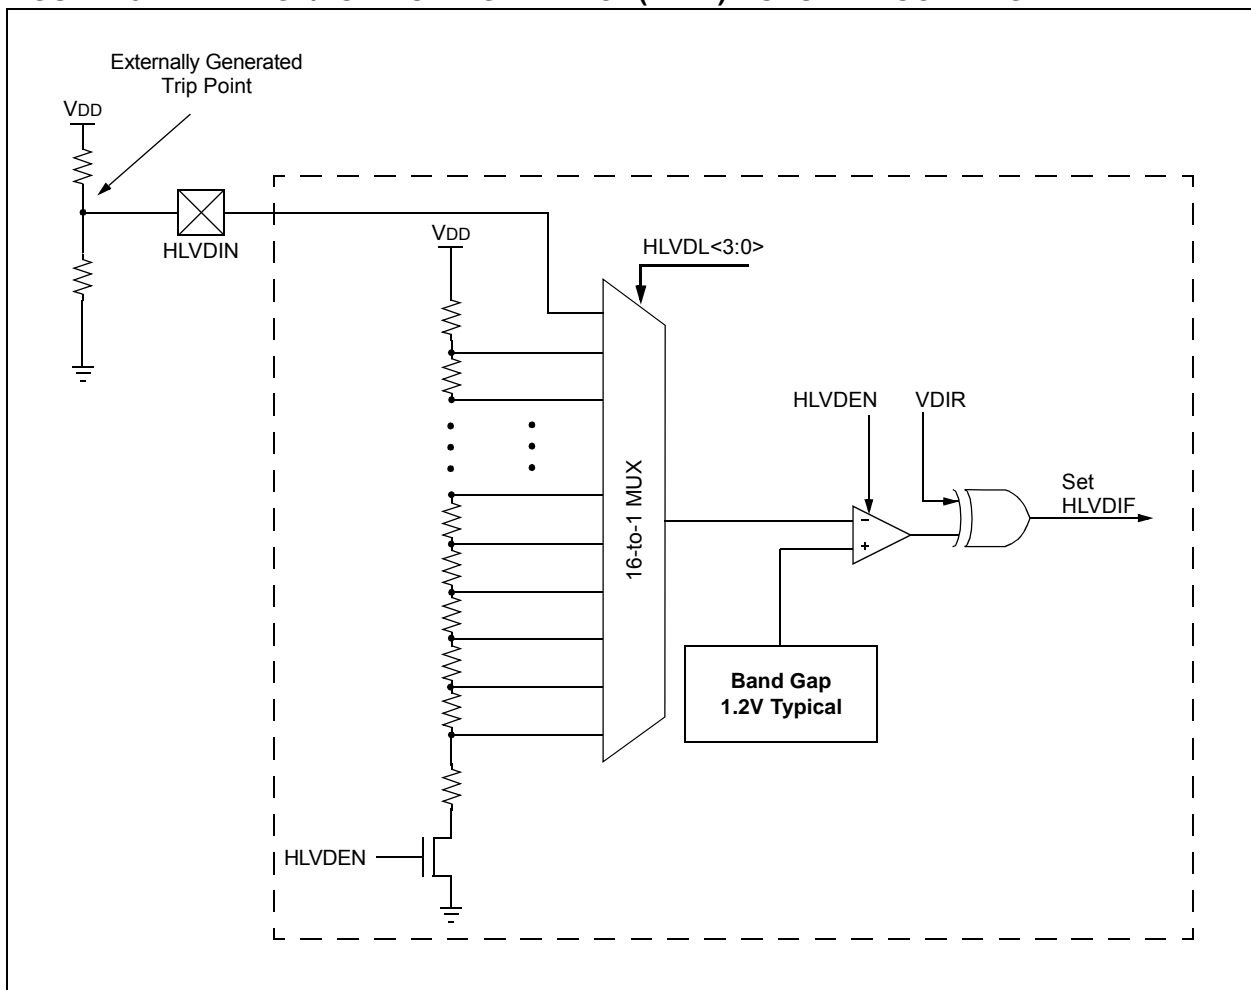 Externally Generated
Trip Point
VDD
HLVDIN
VDD
HLVDL<3:0>
HLVDEN
VDIR
Set
HLVDIF
16-to-1 MUX
−
+
Band Gap
1.2V Typical
HLVDEN